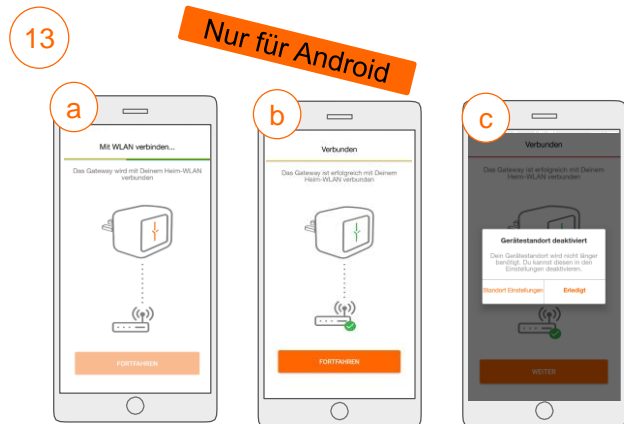 13
Nur für Android
a
Mit WLAN verbinden...
Das Gateway wird mit Deinem Heim-WLAN
verbunden
FORTFAHREN
b
Verbunden
Das Gateway ist erfolgreich mit Deinem
Heim-WLAN verbunden
FORTFAHREN
c
Verbunden
Das Gateway ist erfolgreich mit Deinem
Heim-WLAN verbunden
Gerätestandort deaktiviert
Dein Gerätestandort wird nicht länger
benötigt. Du kannst diesen in den
Einstellungen deaktivieren.
Standort Einstellungen Erledigt
WEITER